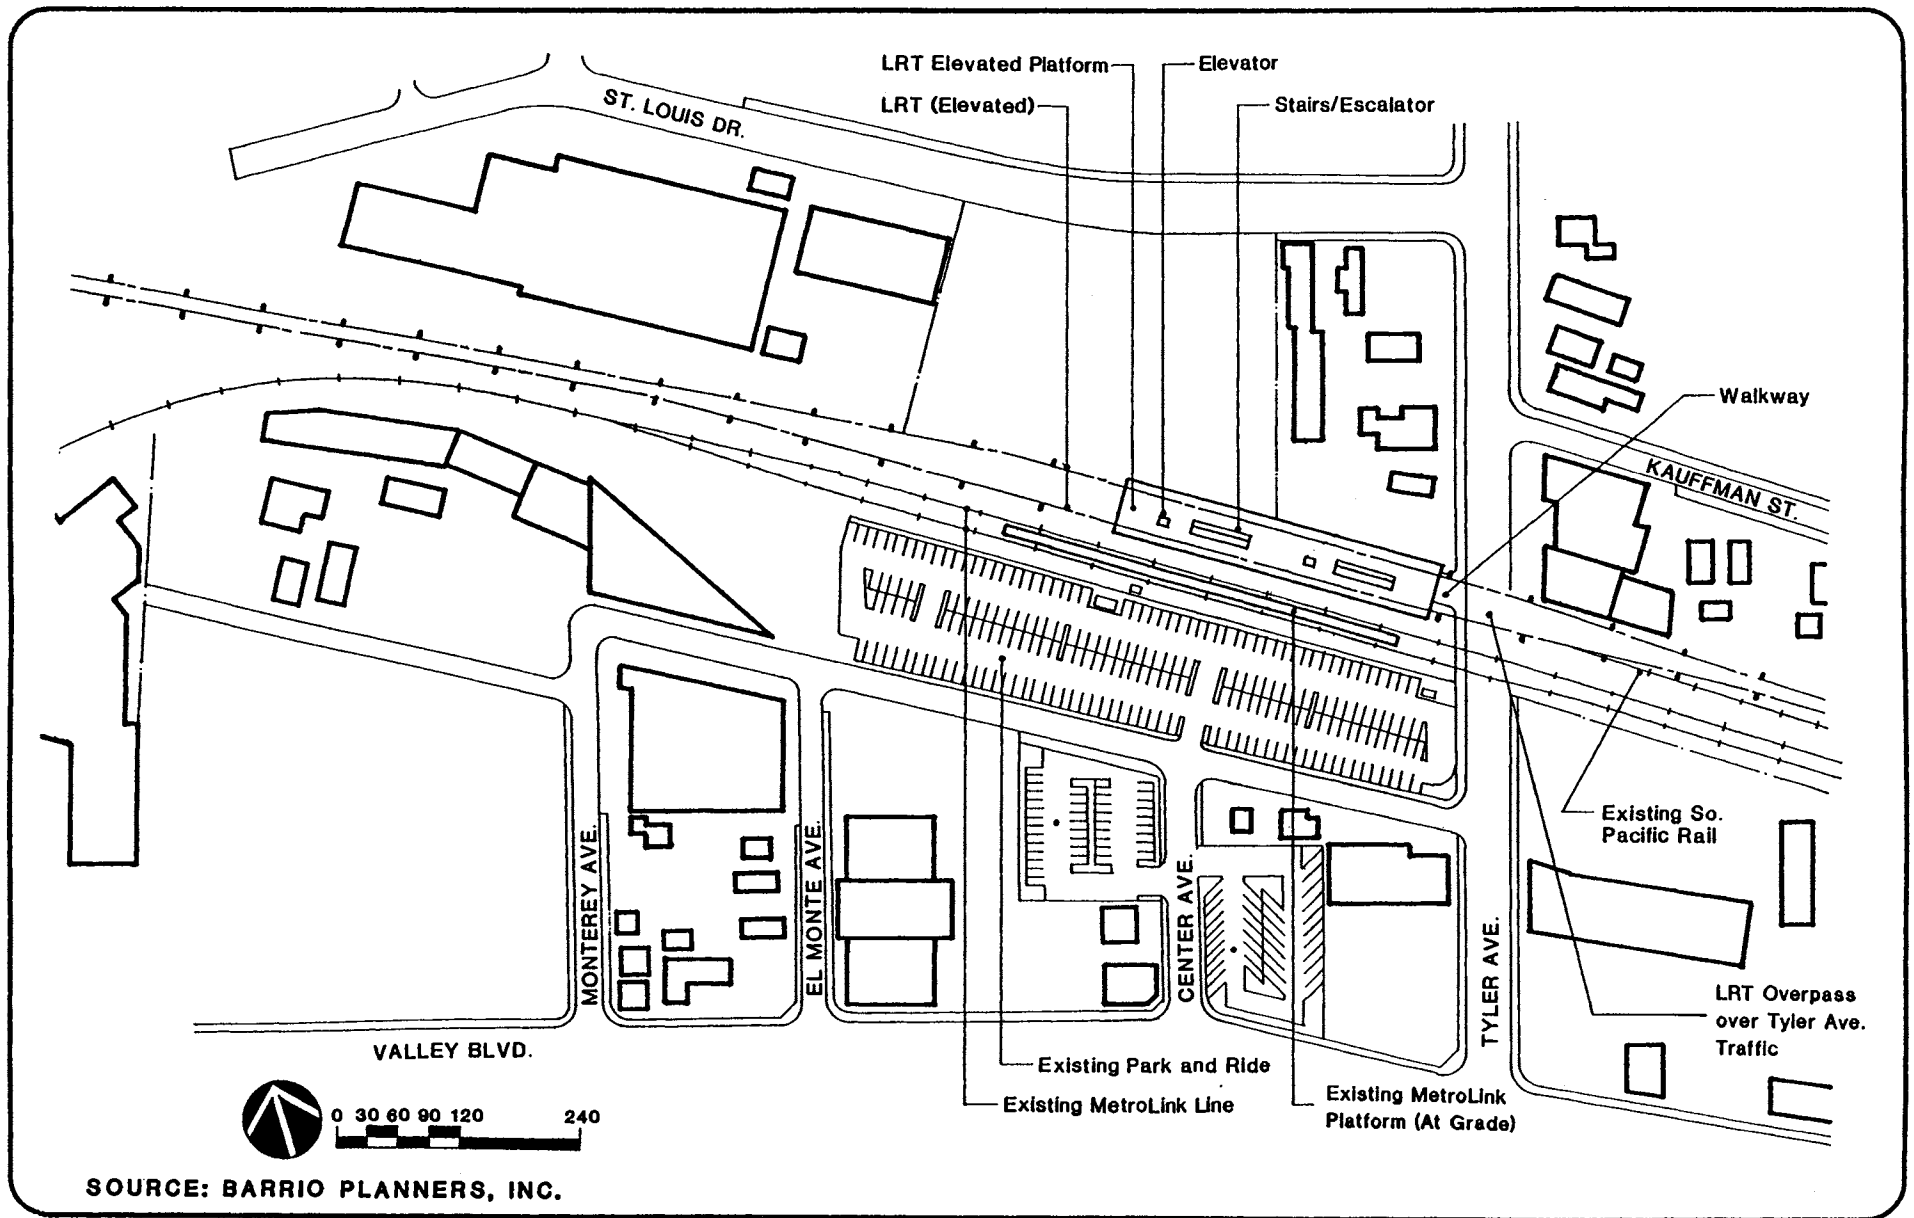 LRT Elevated Platform
Elevator
LRT (Elevated)
Stairs/Escalator
ST. LOUIS DR.
Walkway
KAUFFMAN ST.
Existing So.
Pacific Rail
MONTEREY AVE.
EL MONTE AVE.
CENTER AVE.
TYLER AVE.
LRT Overpass
over Tyler Ave.
Traffic
VALLEY BLVD.
Existing Park and Ride
Existing MetroLink Line
Existing MetroLink
Platform (At Grade)
0 30 60 90 120 240
SOURCE: BARRIO PLANNERS, INC.